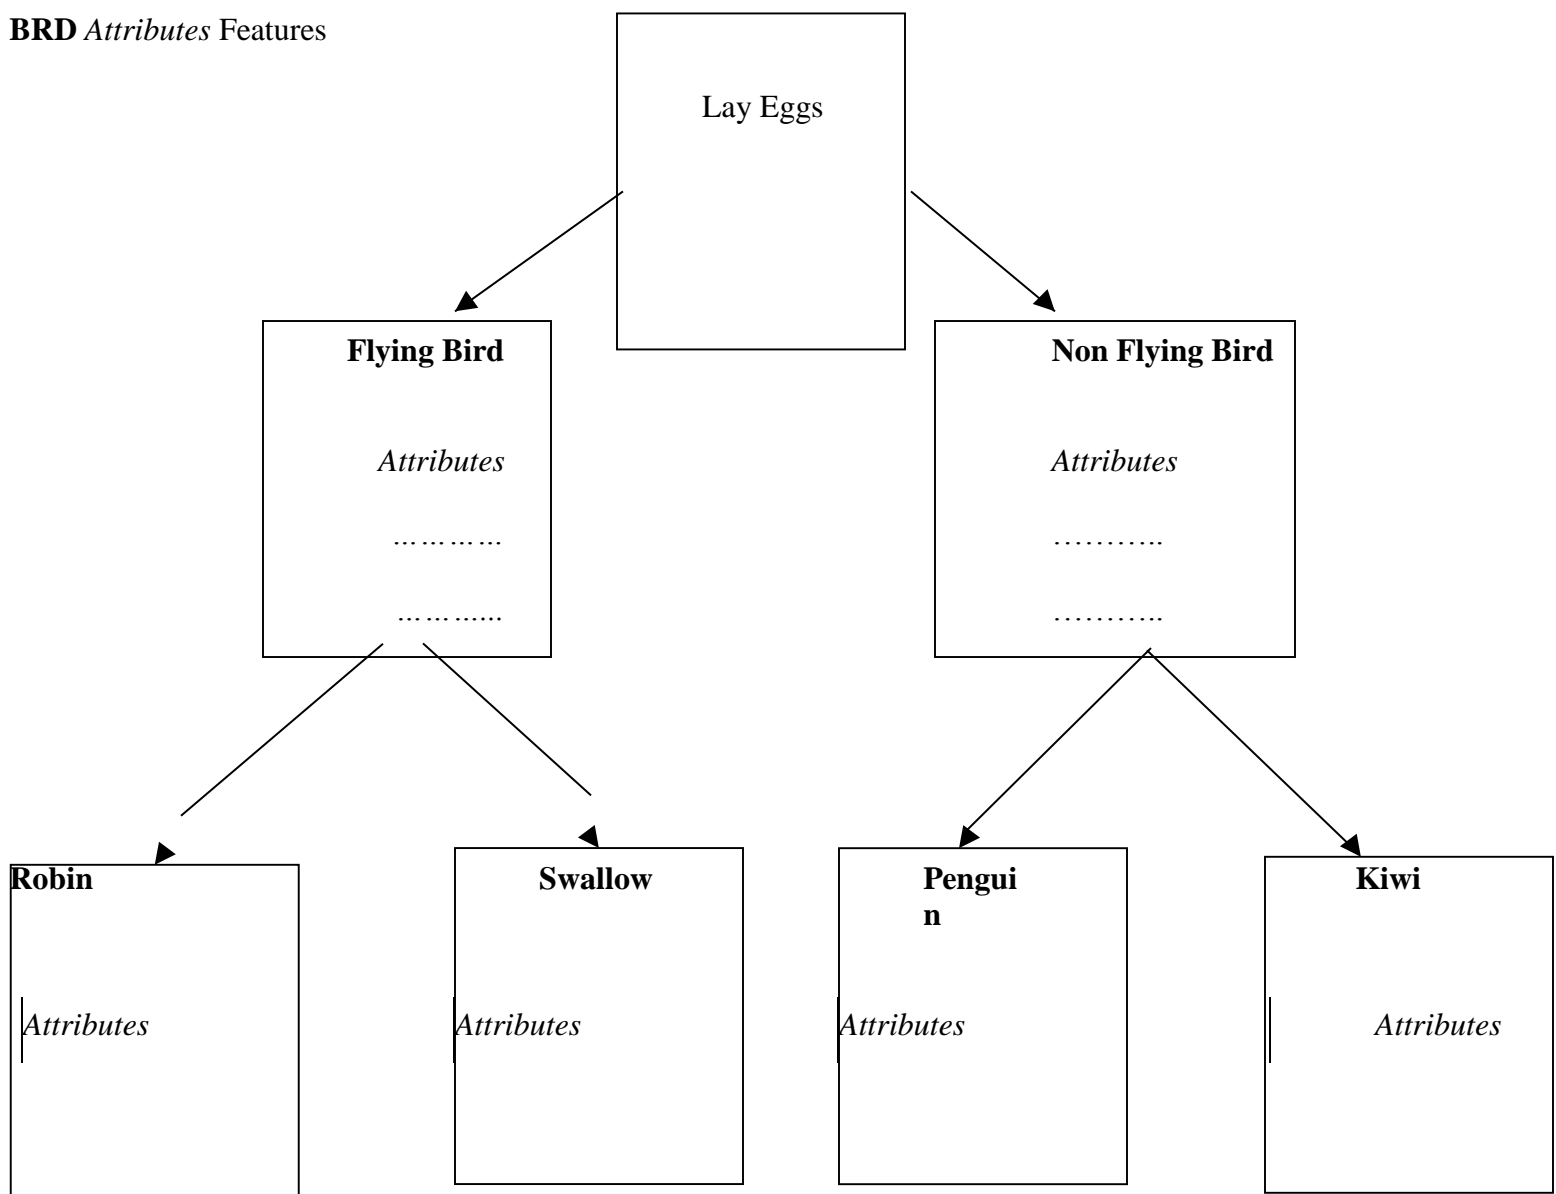 BRD Attributes Features
Lay Eggs
Flying Bird
Non Flying Bird
Attributes
Attributes
…………
………..
………...
………..
Robin
Swallow
Pengui
n
Kiwi
Attributes
Attributes
Attributes
Attributes